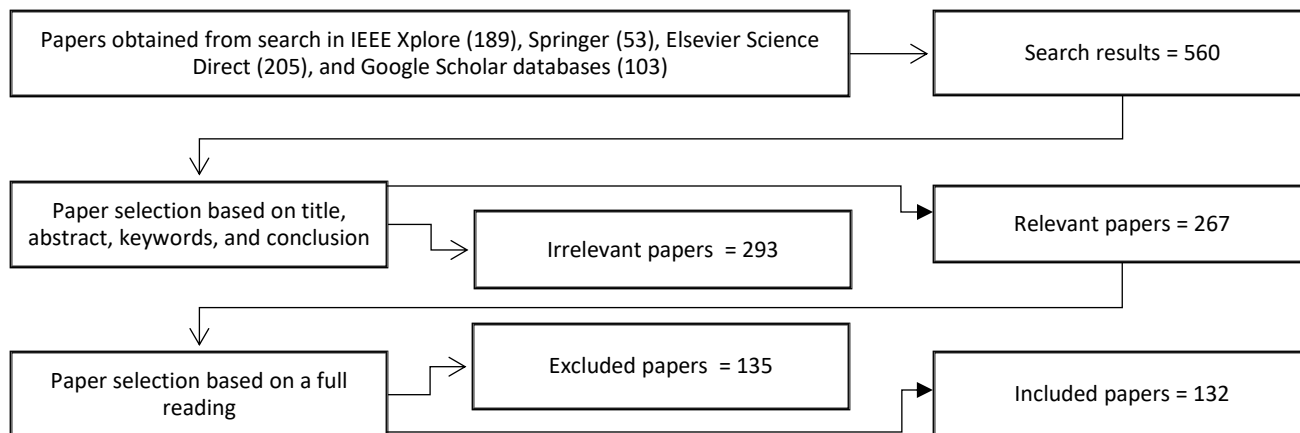 Papers obtained from search in IEEE Xplore (189), Springer (53), Elsevier Science
Direct (205), and Google Scholar databases (103)
Search results = 560
Paper selection based on title,
abstract, keywords, and conclusion
Irrelevant papers = 293
Relevant papers = 267
Paper selection based on a full
reading
Excluded papers = 135
Included papers = 132